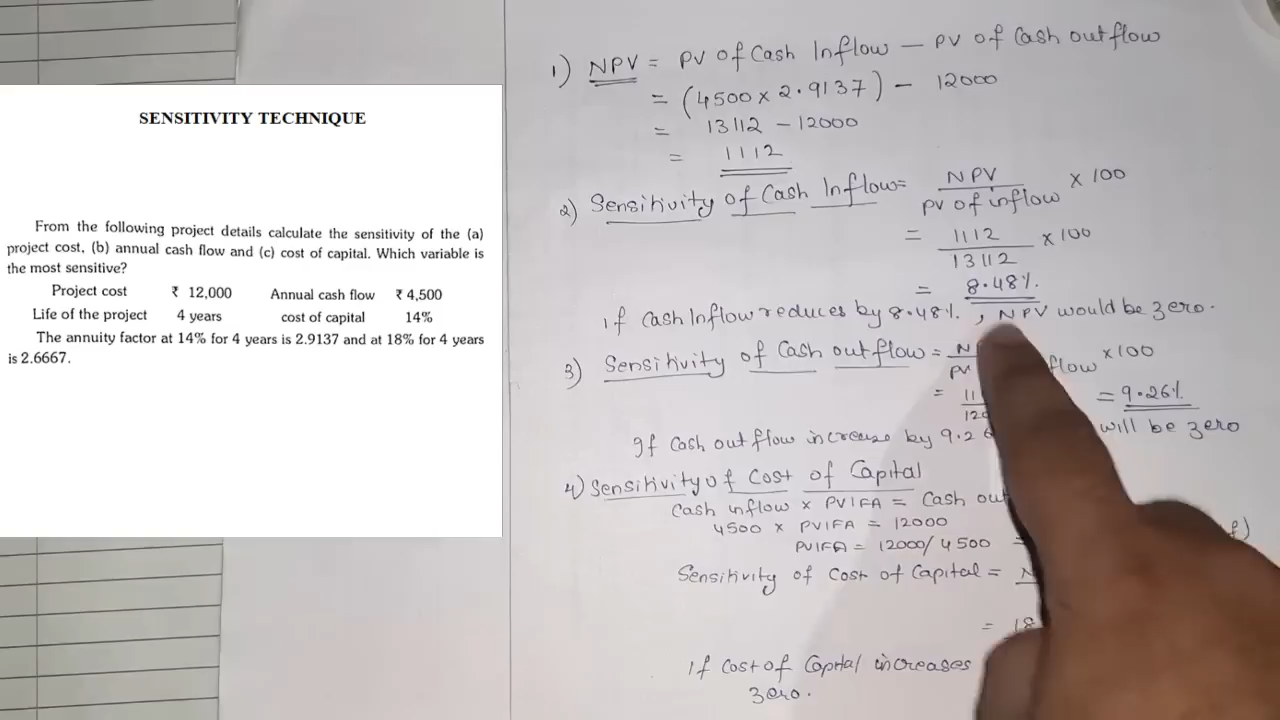 SENSITIVITY TECHNIQUE
From the following project details calculate the sensitivity of the (a)
project cost, (b) annual cash flow and (c) cost of capital. Which variable is
the most sensitive?
Project cost ₹ 12,000 Annual cash flow ₹ 4,500
Life of the project 4 years cost of capital 14%
The annuity factor at 14% for 4 years is 2.9137 and at 18% for 4 years
is 2.6667.
1) NPV = PV of Cash Inflow – PV of Cash outflow
= (4500 x 2.9137) – 12000
= 13112 – 12000
= 1112
2) Sensitivity of Cash Inflow = NPV / PV of inflow x 100
= 1112 / 13112 x 100
= 8.48%.
If Cash Inflow reduces by 8.48%, NPV would be zero.
3) Sensitivity of Cash outflow = N
PV flow x100
= 11
120 = 9.26%
If Cash outflow increase by 9.2 will be zero
4) Sensitivity of Cost of Capital
Cash inflow x PVIFA = Cash out
4500 x PVIFA = 12000
PVIFA = 12000/4500 =
Sensitivity of Cost of Capital = N
= 18
If Cost of Capital increases
zero.